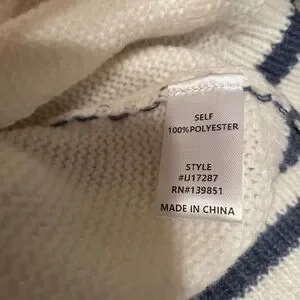 SELF
100%POLYESTER
STYLE
#IJ17287
RN#139851
MADE IN CHINA